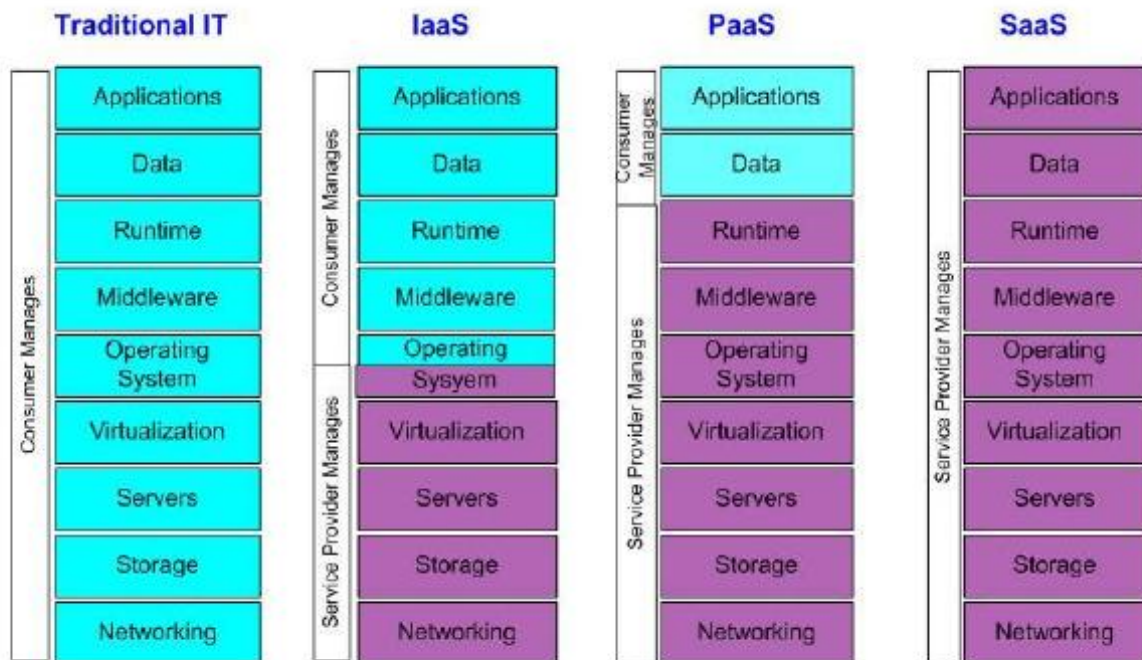 Traditional IT
Consumer Manages
Applications
Data
Runtime
Middleware
Operating
System
Virtualization
Servers
Storage
Networking
IaaS
Consumer Manages
Service Provider Manages
Applications
Data
Runtime
Middleware
Operating
Sysyem
Virtualization
Servers
Storage
Networking
PaaS
Consumer
Manages
Service Provider Manages
Applications
Data
Runtime
Middleware
Operating
System
Virtualization
Servers
Storage
Networking
SaaS
Service Provider Manages
Applications
Data
Runtime
Middleware
Operating
System
Virtualization
Servers
Storage
Networking